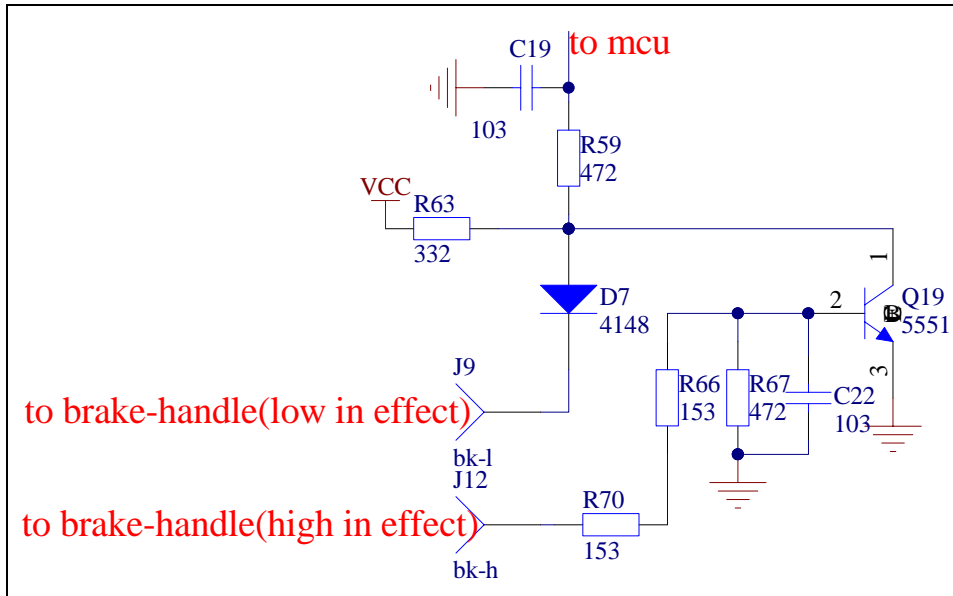 C19
to mcu
103
R59
472
VCC
R63
332
1
D7
4148
2
Q19
5551
J9
R66
153
R67
472
C22
103
3
to brake-handle(low in effect)
bk-l
J12
to brake-handle(high in effect)
R70
153
bk-h